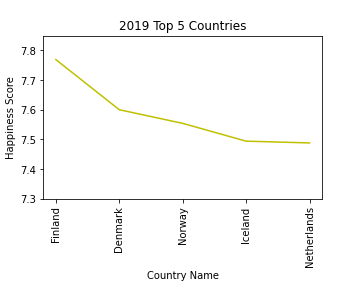 2019 Top 5 Countries
Happiness Score
7.8
7.7
7.6
7.5
7.4
7.3
Finland
Denmark
Norway
Iceland
Netherlands
Country Name